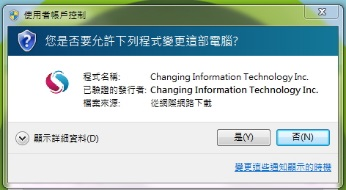 使用者帳戶控制
您是否要允許下列程式變更這部電腦?
程式名稱: Changing Information Technology Inc.
已驗證的發行者: Changing Information Technology Inc.
檔案來源: 從網際網路下載
顯示詳細資料(D) 是(Y) 否(N)
變更這些通知顯示的時機